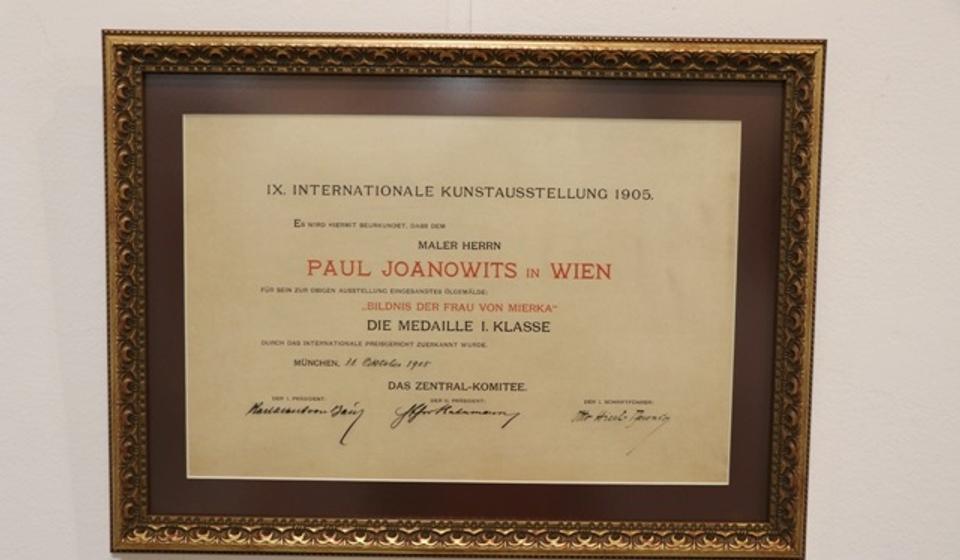 IX. INTERNATIONALE KUNSTAUSSTELLUNG 1905.
ES WIRD HIERMIT BEURKUNDET, DASS DEM
MALER HERRN
PAUL JOANOWITS IN WIEN
FÜR SEIN ZUR OBIGEN AUSSTELLUNG EINGESANDTES ÖLGEMÄLDE:
„BILDNIS DER FRAU VON MIERKA“
DIE MEDAILLE I. KLASSE
DURCH DAS INTERNATIONALE PREISGERICHT ZUERKANNT WURDE.
MÜNCHEN, Oktober 1905
DAS ZENTRAL-KOMITEE.
DER I. PRÄSIDENT: DER II. PRÄSIDENT: DER I. SCHRIFTFÜHRER: